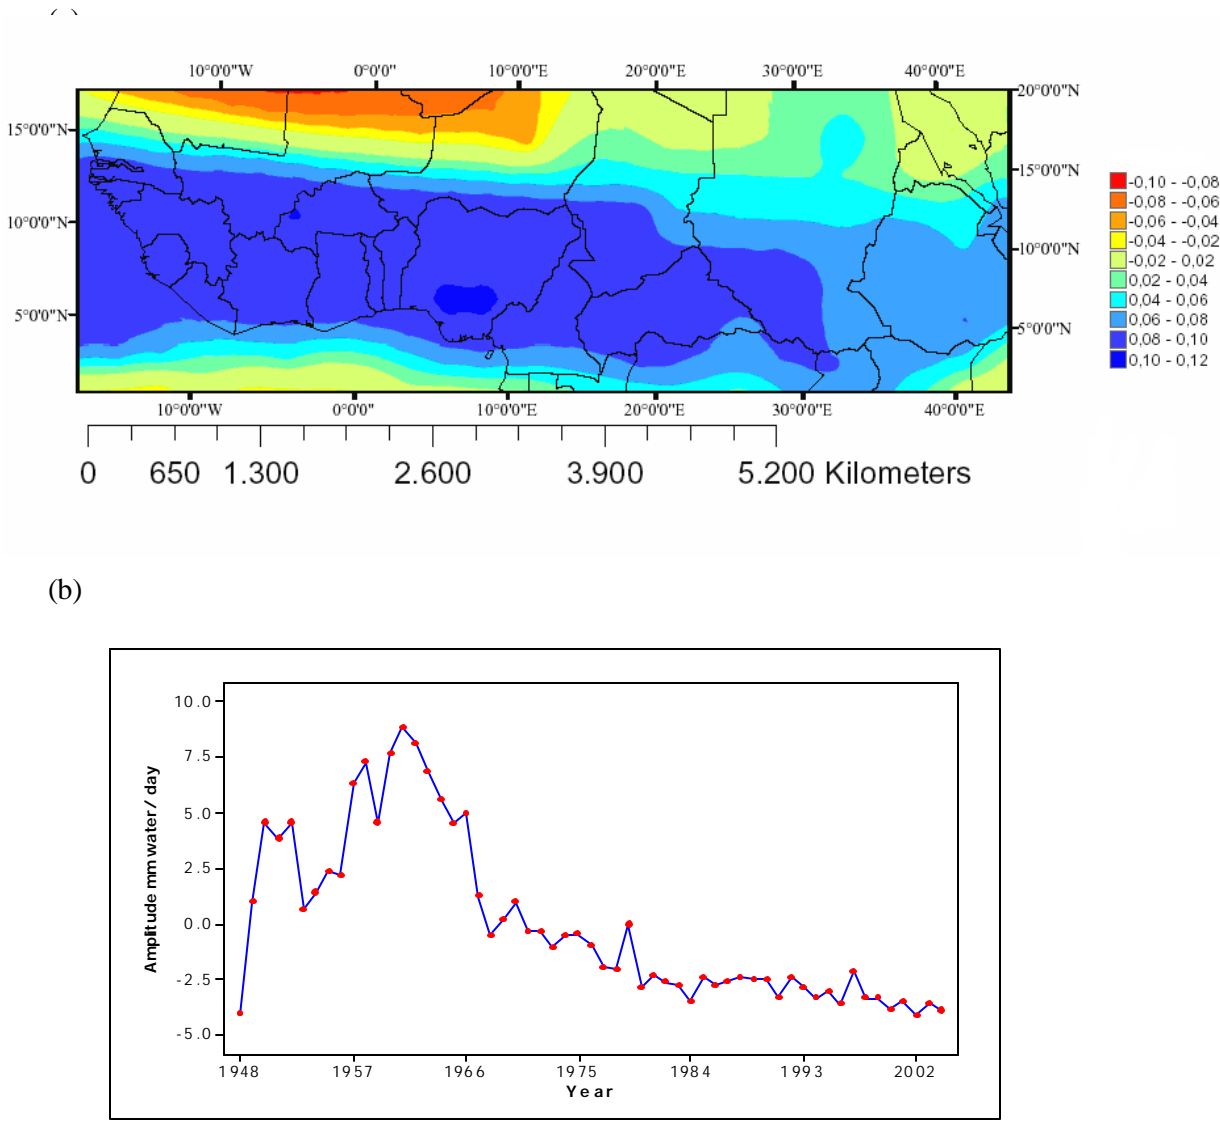 10°0'0"W 0°0'0" 10°0'0"E 20°0'0"E 30°0'0"E 40°0'0"E
20°0'0"N
15°0'0"N
15°0'0"N
10°0'0"N
10°0'0"N
5°0'0"N
5°0'0"N
10°0'0"W 0°0'0" 10°0'0"E 20°0'0"E 30°0'0"E 40°0'0"E
-0,10 - -0,08
-0,08 - -0,06
-0,06 - -0,04
-0,04 - -0,02
-0,02 - 0,02
0,02 - 0,04
0,04 - 0,06
0,06 - 0,08
0,08 - 0,10
0,10 - 0,12
0 650 1.300 2.600 3.900 5.200 Kilometers
(b)
Amplitude mm water / day
10.0
7.5
5.0
2.5
0.0
-2.5
-5.0
1948 1957 1966 1975 1984 1993 2002
Year